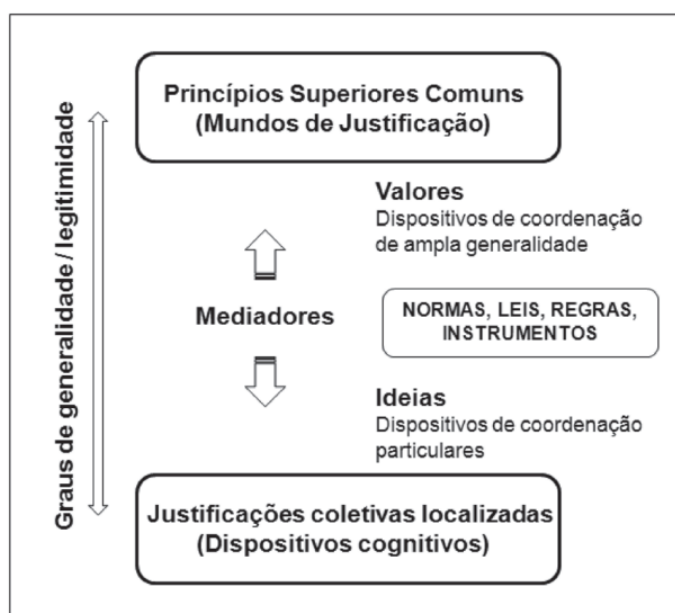 Graus de generalidade / legitimidade
Princípios Superiores Comuns
(Mundos de Justificação)
Valores
Dispositivos de coordenação
de ampla generalidade
Mediadores
NORMAS, LEIS, REGRAS,
INSTRUMENTOS
Ideias
Dispositivos de coordenação
particulares
Justificações coletivas localizadas
(Dispositivos cognitivos)